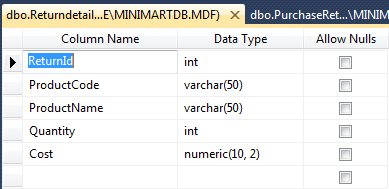 dbo.Returndetail...E\MINIMARTDB.MDF) dbo.PurchaseRet...\MINIM
Column Name Data Type Allow Nulls
ReturnId int
ProductCode varchar(50)
ProductName varchar(50)
Quantity int
Cost numeric(10, 2)